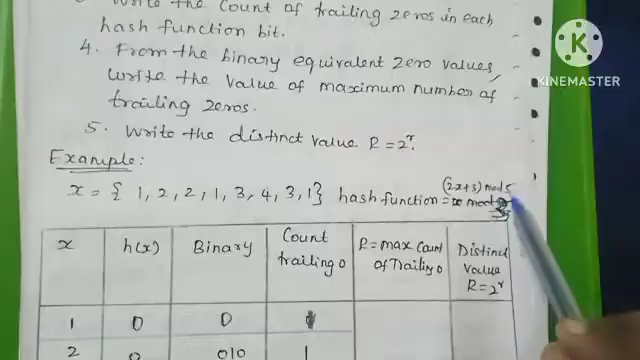 Write the Count of trailing zeros in each
hash function bit.
4. From the binary equivalent zero values,
write the value of maximum number of
trailing zeros.
5. Write the distinct value R = 2^r
Example:
(2x+3) mod 5
x = { 1, 2, 2, 1, 3, 4, 3, 1} hash function = x mod
x h(x) Binary Count trailing 0 R = max Count of Trailing 0 Distinct Value R = 2^r
1 0 0
2 0 010 1
KINEMASTER